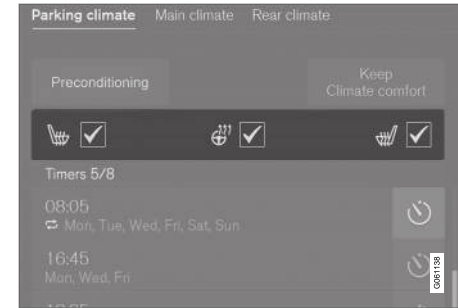 Parking climate Main climate Rear climate
Preconditioning
Keep
Climate comfort
Timers 5/8
08:05
Mon, Tue, Wed, Fri, Sat, Sun
16:45
Mon, Wed, Fri
G061138